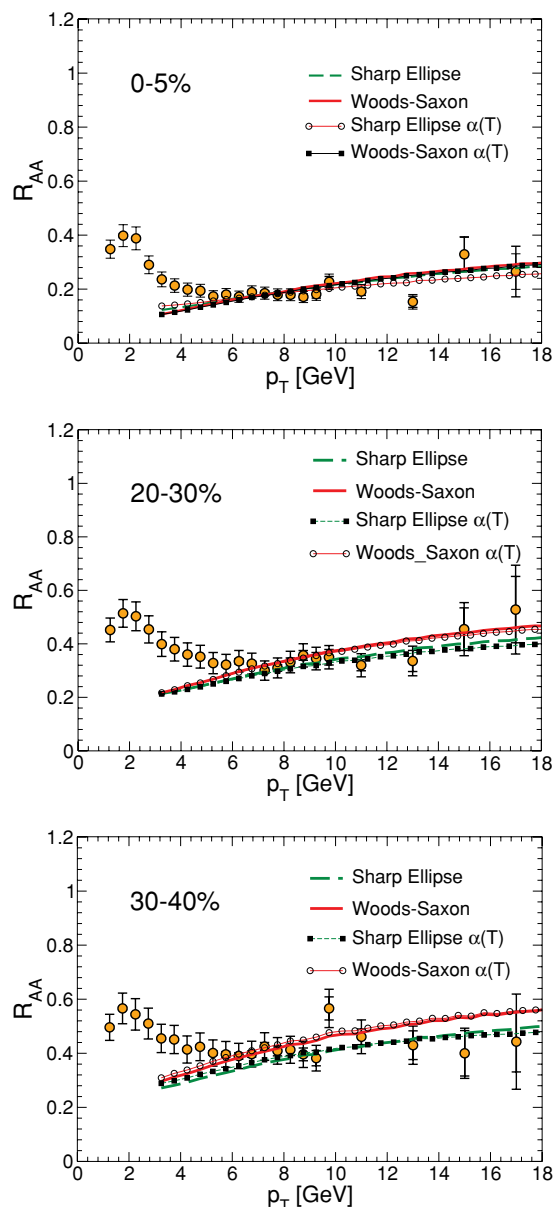 1.2
1
0.8
0.6
0.4
0.2
0
R_AA
0-5%
Sharp Ellipse
Woods-Saxon
Sharp Ellipse α(T)
Woods-Saxon α(T)
0 2 4 6 8 10 12 14 16 18
p_T [GeV]
1.2
1
0.8
0.6
0.4
0.2
0
R_AA
20-30%
Sharp Ellipse
Woods-Saxon
Sharp Ellipse α(T)
Woods_Saxon α(T)
0 2 4 6 8 10 12 14 16 18
p_T [GeV]
1.2
1
0.8
0.6
0.4
0.2
0
R_AA
30-40%
Sharp Ellipse
Woods-Saxon
Sharp Ellipse α(T)
Woods-Saxon α(T)
0 2 4 6 8 10 12 14 16 18
p_T [GeV]